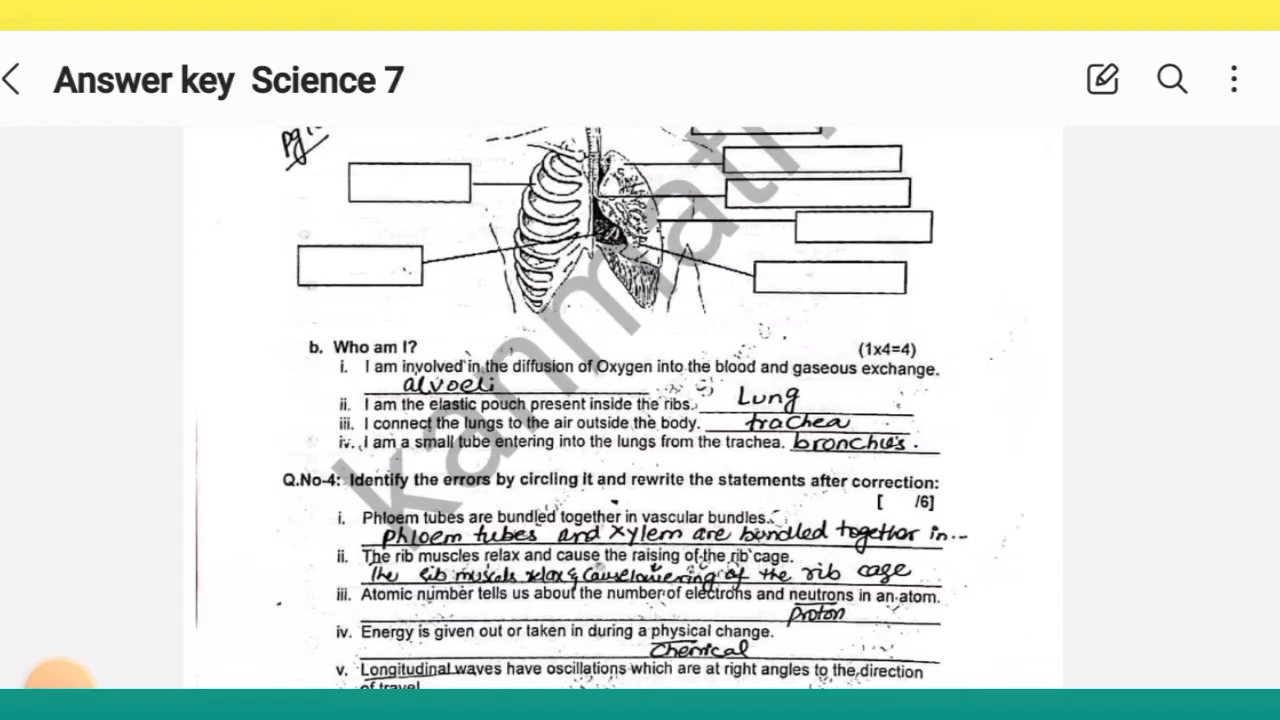 Answer key Science 7
Pg
kanmati
b. Who am I? (1x4=4)
i. I am involved in the diffusion of Oxygen into the blood and gaseous exchange.
alvoeli
ii. I am the elastic pouch present inside the ribs. Lung
iii. I connect the lungs to the air outside the body. trachea
iv. I am a small tube entering into the lungs from the trachea. bronchus.
Q.No-4: Identify the errors by circling it and rewrite the statements after correction:
[ /6]
i. Phloem tubes are bundled together in vascular bundles.
Phloem tubes and xylem are bundled together in...
ii. The rib muscles relax and cause the raising of the rib cage.
The rib muscels relax & cause lowering of the rib cage
iii. Atomic number tells us about the number of electrons and neutrons in an atom.
Proton
iv. Energy is given out or taken in during a physical change.
Chemical
v. Longitudinal waves have oscillations which are at right angles to the direction
of travel